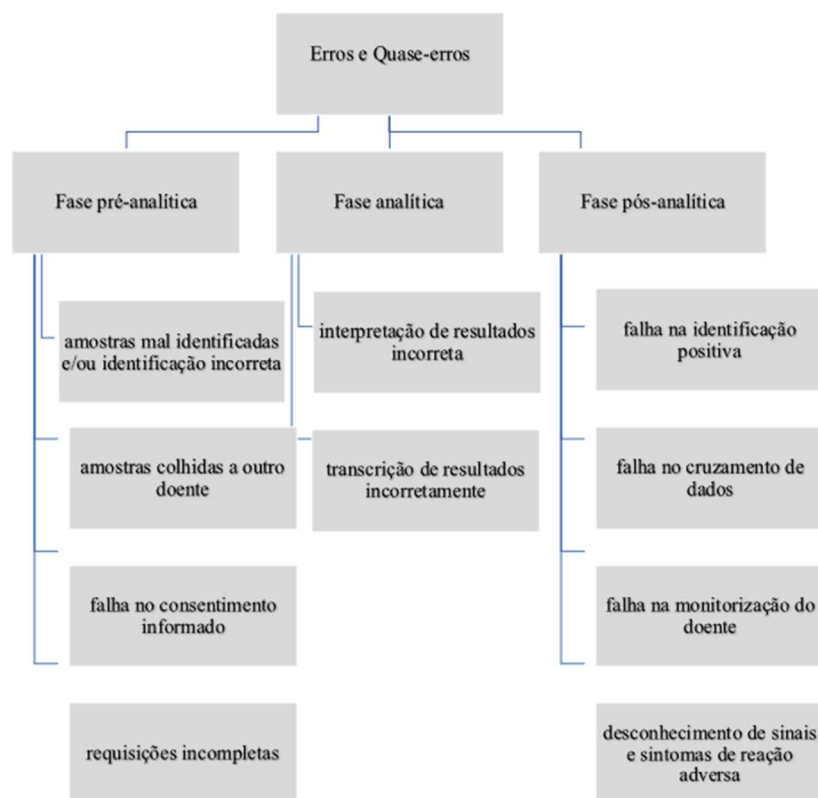 Erros e Quase-erros
Fase pré-analítica
Fase analítica
Fase pós-analítica
amostras mal identificadas
e/ou identificação incorreta
interpretação de resultados
incorreta
falha na identificação
positiva
amostras colhidas a outro
doente
transcrição de resultados
incorretamente
falha no cruzamento de
dados
falha no consentimento
informado
falha na monitorização do
doente
requisições incompletas
desconhecimento de sinais
e sintomas de reação
adversa